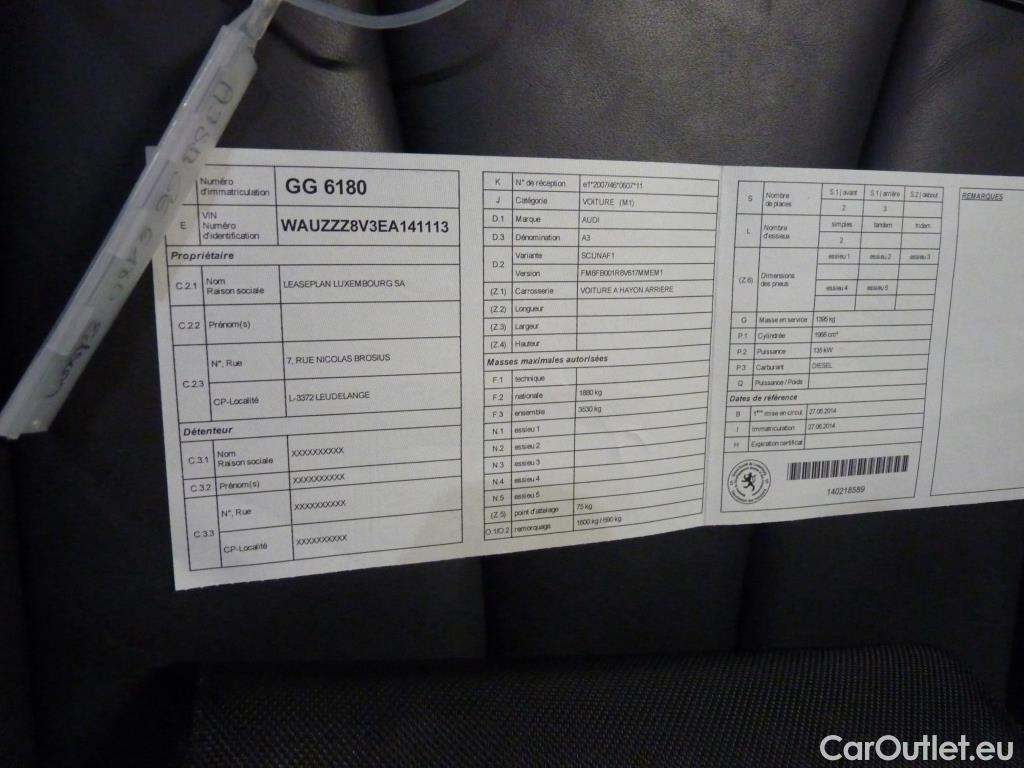 Numéro
d'immatriculation
GG 6180
E
VIN
Numéro
d'identification
WAUZZZ8V3EA141113
Propriétaire
C.2.1
Nom
Raison sociale
LEASEPLAN LUXEMBOURG SA
C.2.2
Prénom(s)
C.2.3
N°, Rue
7, RUE NICOLAS BROSIUS
CP-Localité
L-3372 LEUDELANGE
Détenteur
C.3.1
Nom
Raison sociale
XXXXXXXXXX
C.3.2
Prénom(s)
XXXXXXXXXX
C.3.3
N°, Rue
XXXXXXXXXX
CP-Localité
XXXXXXXXXX
K
N° de réception
e1*2007/46*0607*11
J
Catégorie
VOITURE (M1)
D.1
Marque
AUDI
D.3
Dénomination
A3
D.2
Variante
SCUNAF1
Version
FM6FB001R8V617MMEM1
(Z.1)
Carrosserie
VOITURE A HAYON ARRIERE
(Z.2)
Longueur
(Z.3)
Largeur
(Z.4)
Hauteur
Masses maximales autorisées
F.1
technique
F.2
nationale
1880 kg
F.3
ensemble
3530 kg
N.1
essieu 1
N.2
essieu 2
N.3
essieu 3
N.4
essieu 4
N.5
essieu 5
(Z.5)
point d'attelage
75 kg
O.1/O.2
remorquage
1600 kg / 690 kg
S
Nombre
de places
S.1 | avant
S.1 | arrière
S.2 | debout
2
3
L
Nombre
d'essieux
simples
tandem
tridem
2
(Z.6)
Dimensions
des pneus
essieu 1
essieu 2
essieu 3
essieu 4
essieu 5
G
Masse en service
1395 kg
P.1
Cylindrée
1968 cm³
P.2
Puissance
135 kW
P.3
Carburant
DIESEL
Q
Puissance / Poids
Dates de référence
B
1ère mise en circul
27.06.2014
I
Immatriculation
27.06.2014
H
Expiration certificat
140218589
REMARQUES
CarOutlet.eu